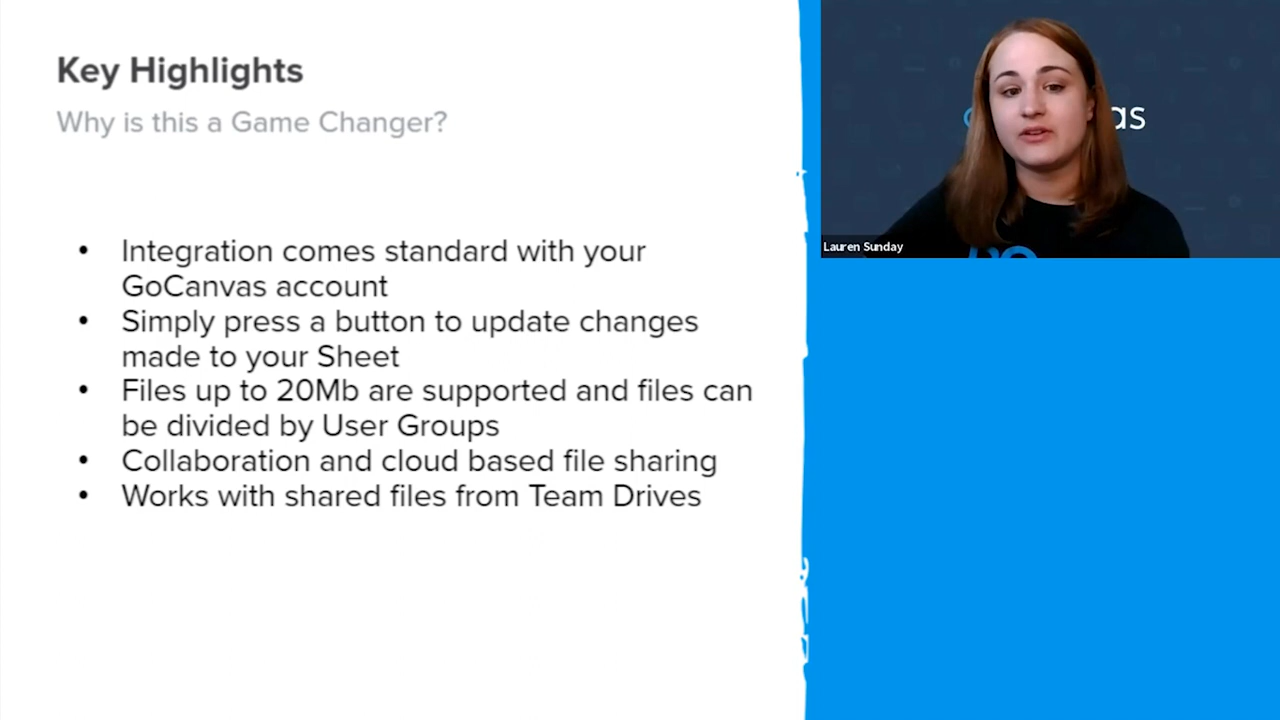 Key Highlights
Why is this a Game Changer?
• Integration comes standard with your
GoCanvas account
• Simply press a button to update changes
made to your Sheet
• Files up to 20Mb are supported and files can
be divided by User Groups
• Collaboration and cloud based file sharing
• Works with shared files from Team Drives
as
Lauren Sunday